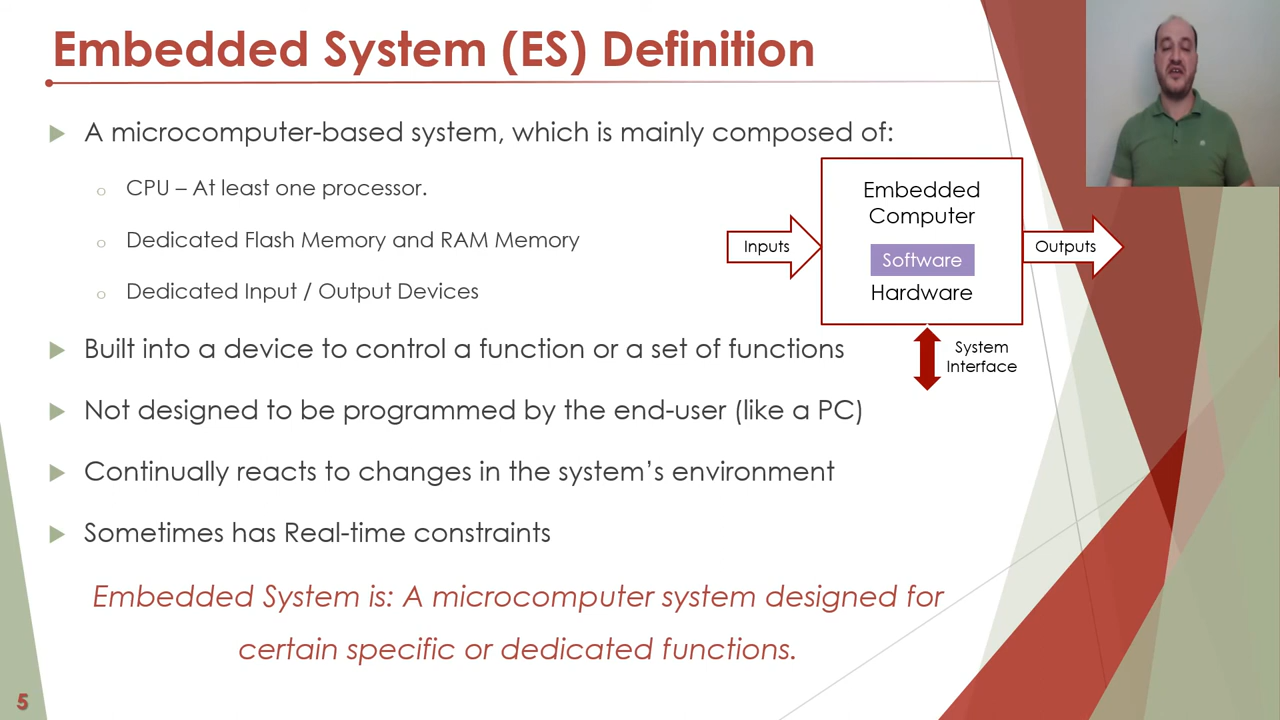 Embedded System (ES) Definition
A microcomputer-based system, which is mainly composed of:
CPU – At least one processor.
Dedicated Flash Memory and RAM Memory
Dedicated Input / Output Devices
Inputs
Embedded
Computer
Software
Hardware
Outputs
System
Interface
Built into a device to control a function or a set of functions
Not designed to be programmed by the end-user (like a PC)
Continually reacts to changes in the system’s environment
Sometimes has Real-time constraints
Embedded System is: A microcomputer system designed for
certain specific or dedicated functions.
5